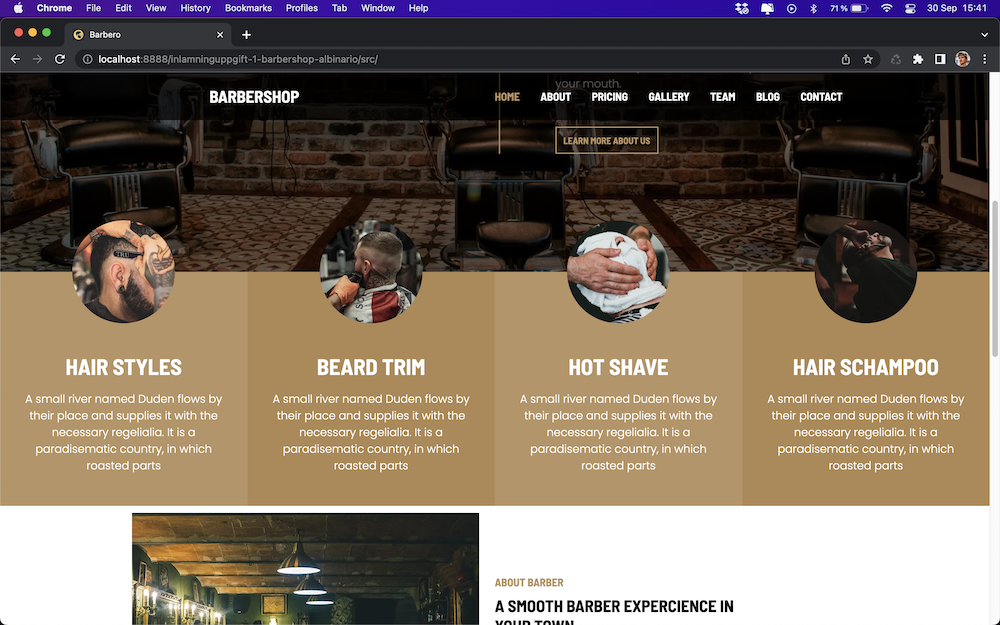 Chrome File Edit View History Bookmarks Profiles Tab Window Help 71 % 30 Sep 15:41
Barbero
localhost:8888/inlamninguppgift-1-barbershop-albinario/src/
your mouth.
BARBERSHOP HOME ABOUT PRICING GALLERY TEAM BLOG CONTACT
LEARN MORE ABOUT US
HAIR STYLES
A small river named Duden flows by
their place and supplies it with the
necessary regelialia. It is a
paradisematic country, in which
roasted parts
BEARD TRIM
A small river named Duden flows by
their place and supplies it with the
necessary regelialia. It is a
paradisematic country, in which
roasted parts
HOT SHAVE
A small river named Duden flows by
their place and supplies it with the
necessary regelialia. It is a
paradisematic country, in which
roasted parts
HAIR SCHAMPOO
A small river named Duden flows by
their place and supplies it with the
necessary regelialia. It is a
paradisematic country, in which
roasted parts
ABOUT BARBER
A SMOOTH BARBER EXPERCIENCE IN
YOUR TOWN